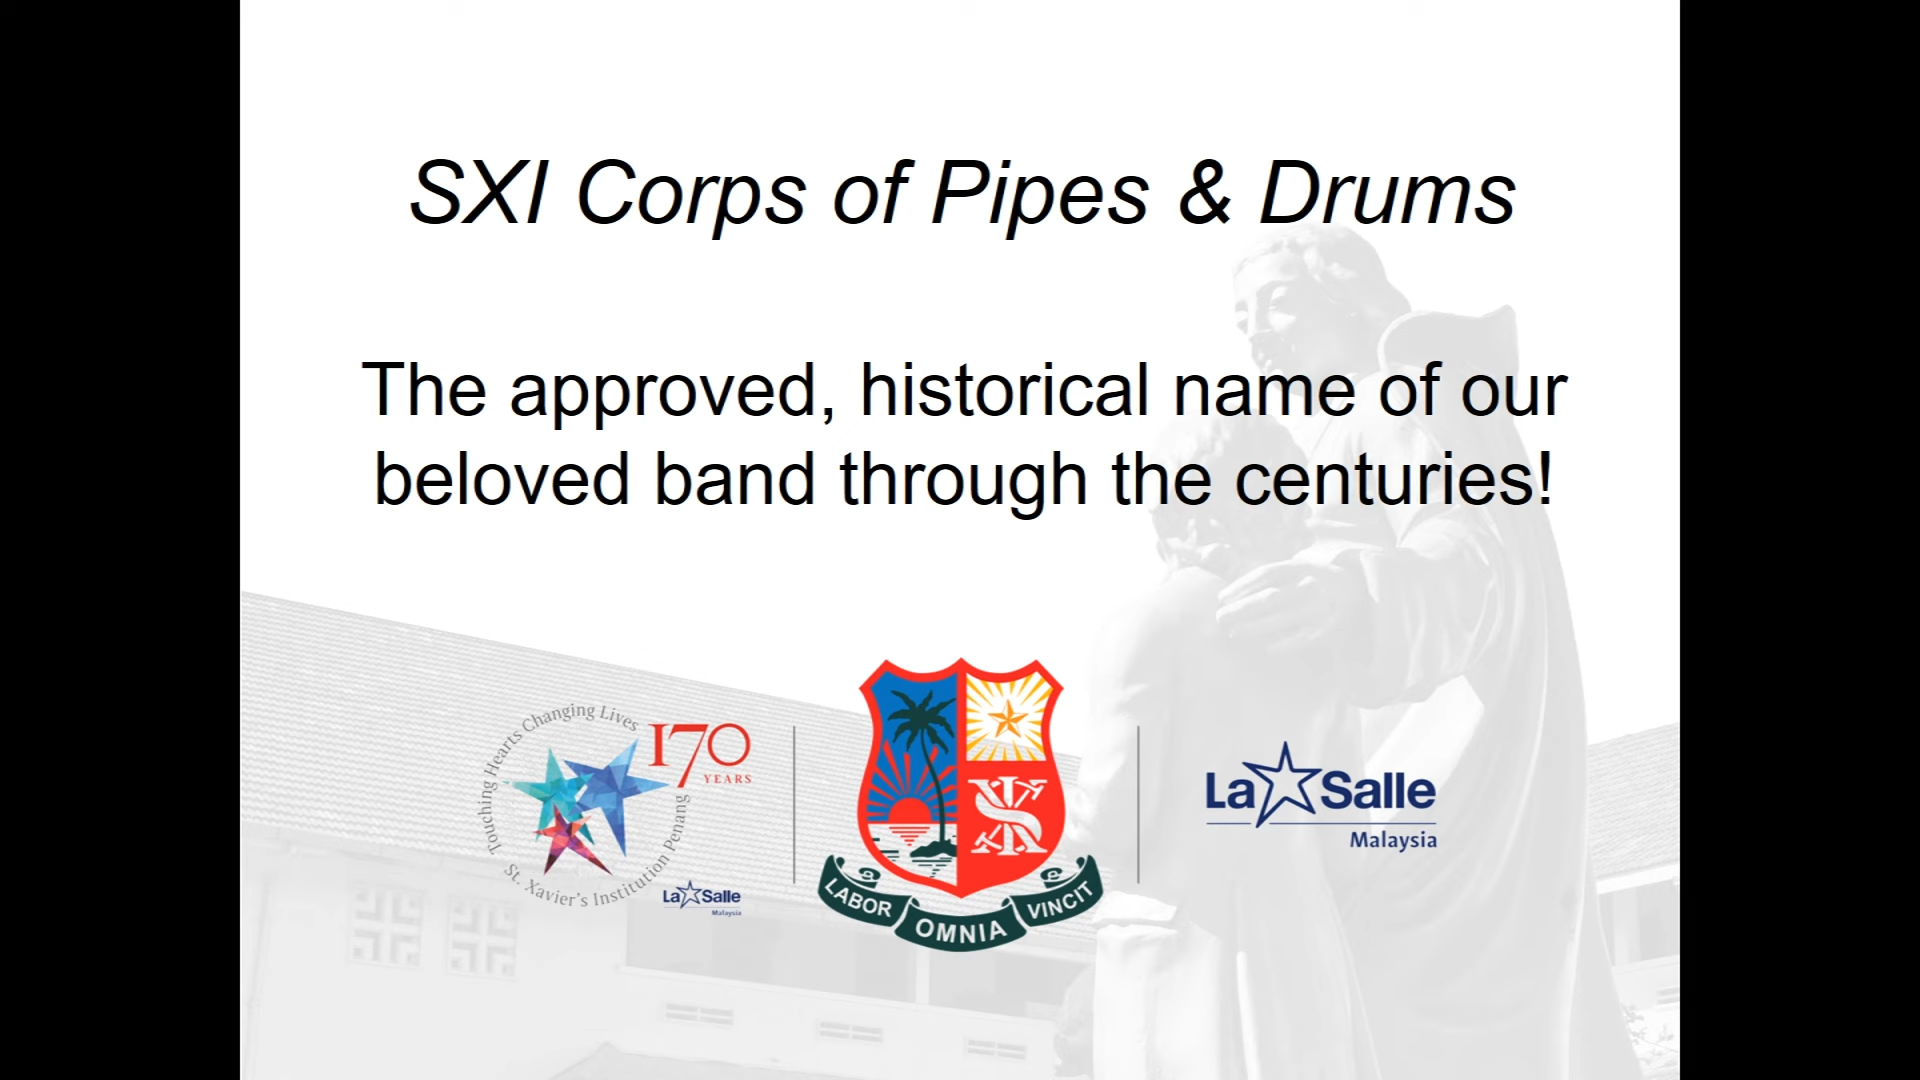 SXI Corps of Pipes & Drums
The approved, historical name of our
beloved band through the centuries!
Touching Hearts Changing Lives
170
YEARS
St. Xavier's Institution Penang
La Salle
Malaysia
SXI
LABOR OMNIA VINCIT
La Salle
Malaysia